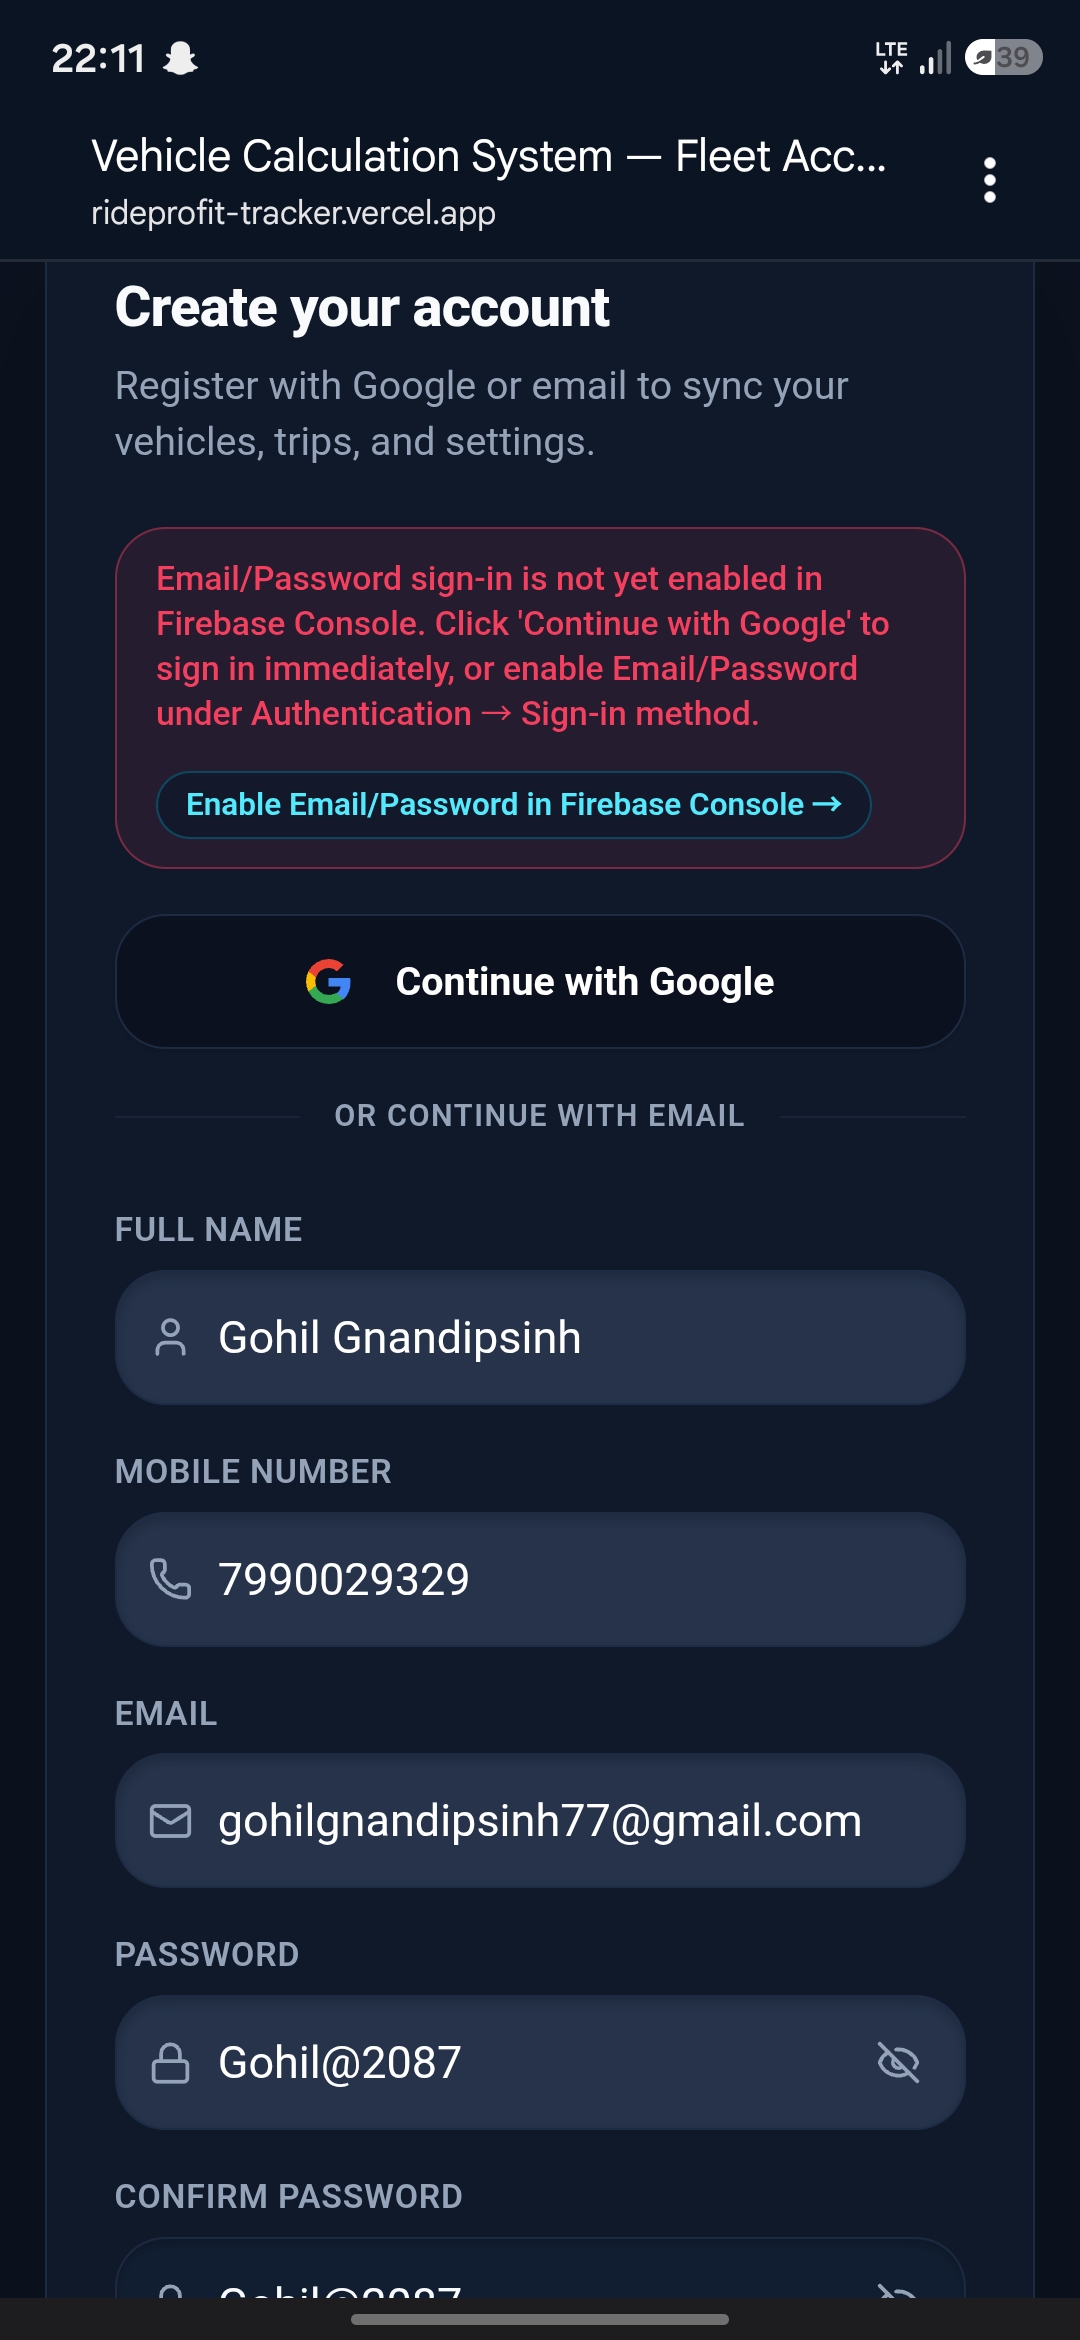 22:11
LTE
39
Vehicle Calculation System — Fleet Acc...
rideprofit-tracker.vercel.app
Create your account
Register with Google or email to sync your
vehicles, trips, and settings.
Email/Password sign-in is not yet enabled in
Firebase Console. Click 'Continue with Google' to
sign in immediately, or enable Email/Password
under Authentication → Sign-in method.
Enable Email/Password in Firebase Console →
Continue with Google
OR CONTINUE WITH EMAIL
FULL NAME
Gohil Gnandipsinh
MOBILE NUMBER
7990029329
EMAIL
gohilgnandipsinh77@gmail.com
PASSWORD
Gohil@2087
CONFIRM PASSWORD
Gohil@2087